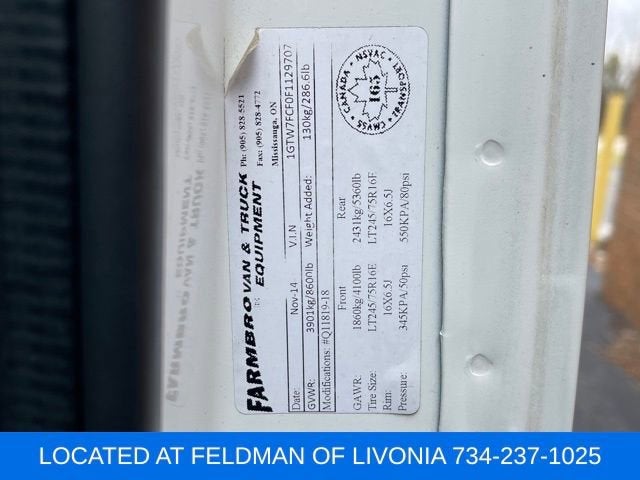 FARMBRO VAN & TRUCK
INC EQUIPMENT
Ph: (905) 828-5521
Fax: (905) 828-4772
Mississauga, ON
Date: Nov-14 V.I.N 1GTW7FCF0F1129707
GVWR: 3901kg/8600lb Weight Added: 130kg/286.6lb
Modifications: #Q11819-18
Front Rear
GAWR: 1860kg/4100lb 2431kg/5360lb
Tire Size: LT245/75R16E LT245/75R16E
Rim: 16X6.5J 16X6.5J
Pressure: 345KPA/50psi 550KPA/80psi
CANADA NSVAC TRANSPORT CMVSS
165
LOCATED AT FELDMAN OF LIVONIA 734-237-1025